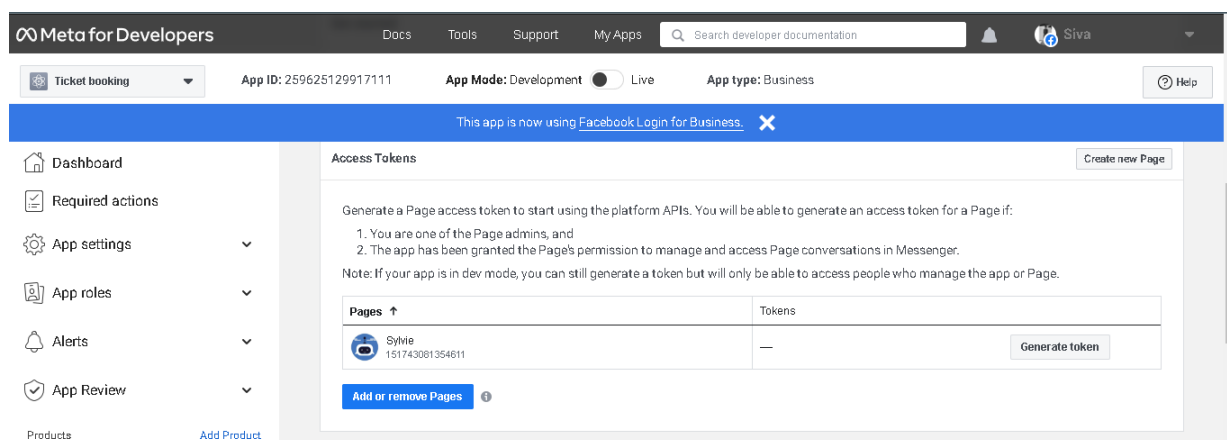 Meta for Developers Docs Tools Support My Apps Search developer documentation Siva
Ticket booking App ID: 259625129917111 App Mode: Development Live App type: Business Help
This app is now using Facebook Login for Business.
Dashboard
Required actions
App settings
App roles
Alerts
App Review
Products Add Product
Access Tokens Create new Page
Generate a Page access token to start using the platform APIs. You will be able to generate an access token for a Page if:
1. You are one of the Page admins, and
2. The app has been granted the Page's permission to manage and access Page conversations in Messenger.
Note: If your app is in dev mode, you can still generate a token but will only be able to access people who manage the app or Page.
Pages ↑ Tokens
Sylvie
151743081354611 — Generate token
Add or remove Pages